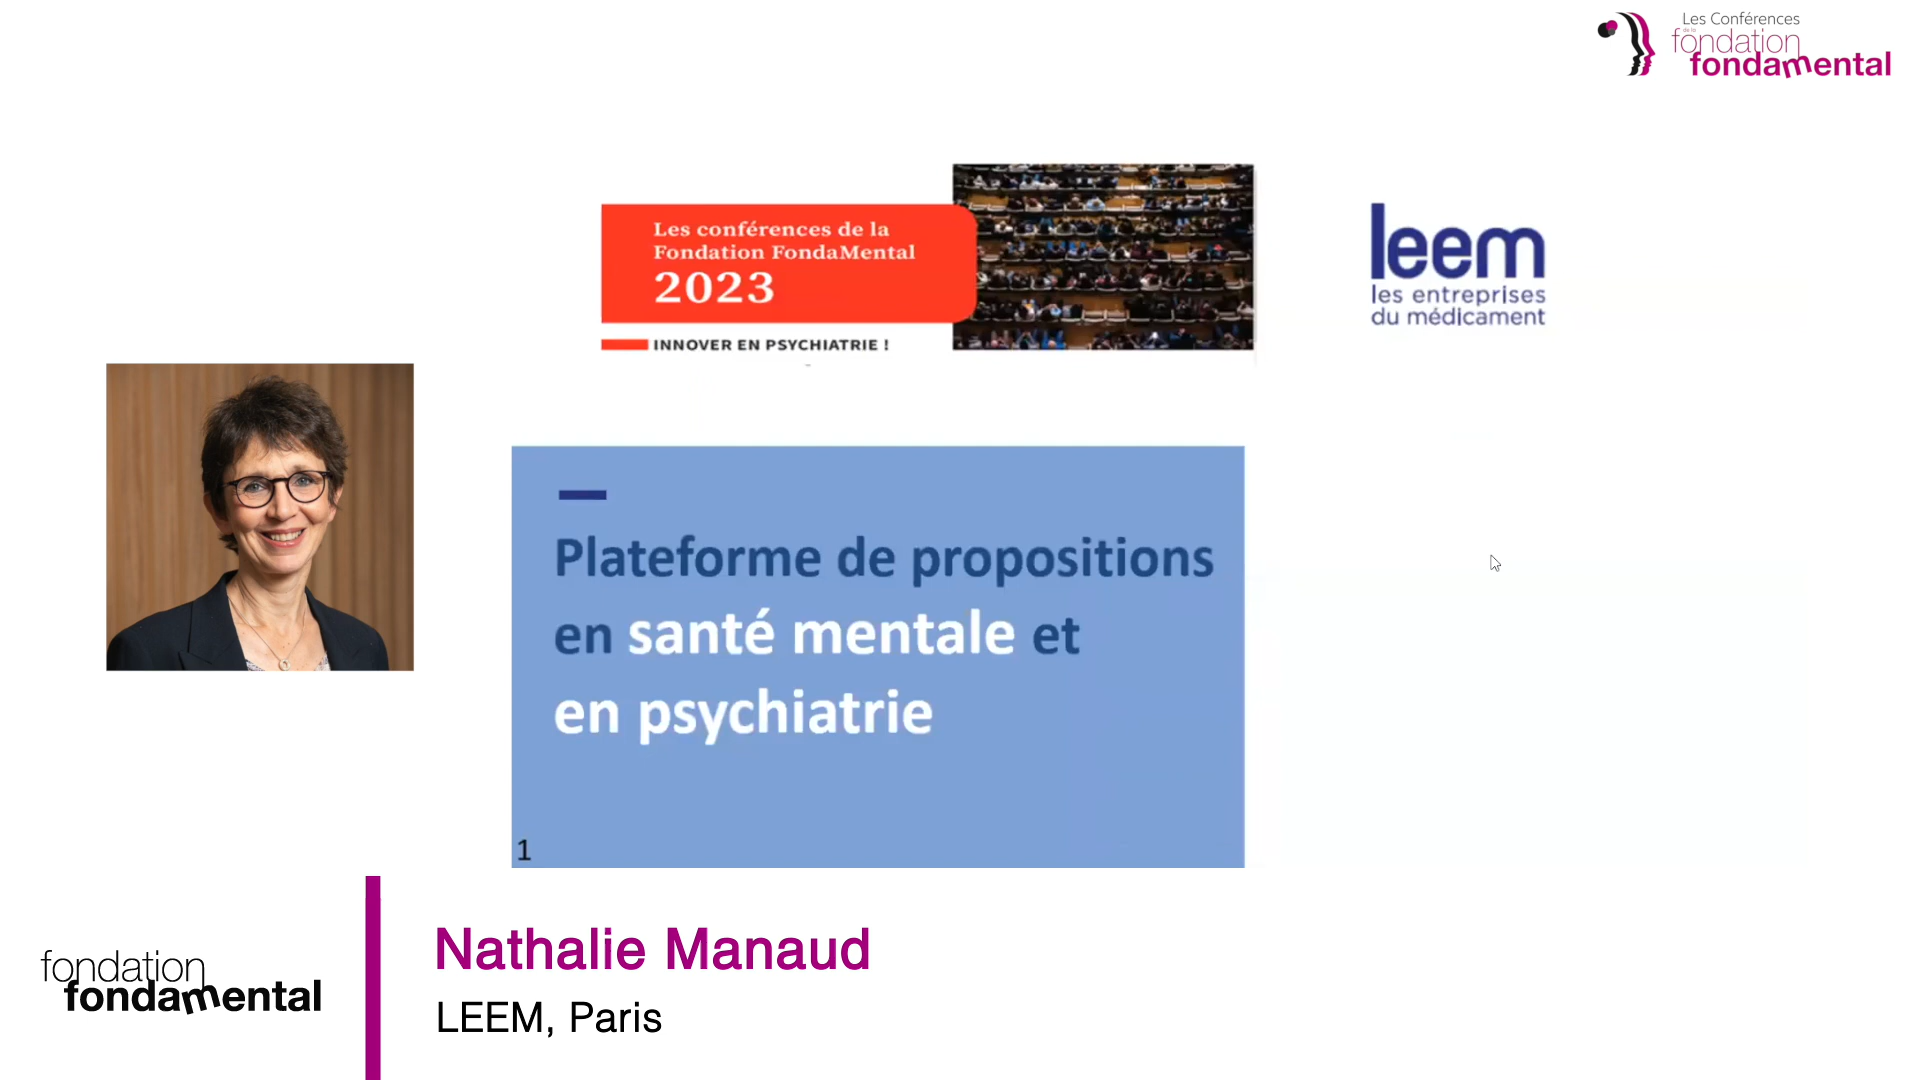 Les Conférences
de la
fondation
fondamental
Les conférences de la
Fondation FondaMental
2023
INNOVER EN PSYCHIATRIE !
leem
les entreprises
du médicament
Plateforme de propositions
en santé mentale et
en psychiatrie
1
fondation
fondamental
Nathalie Manaud
LEEM, Paris